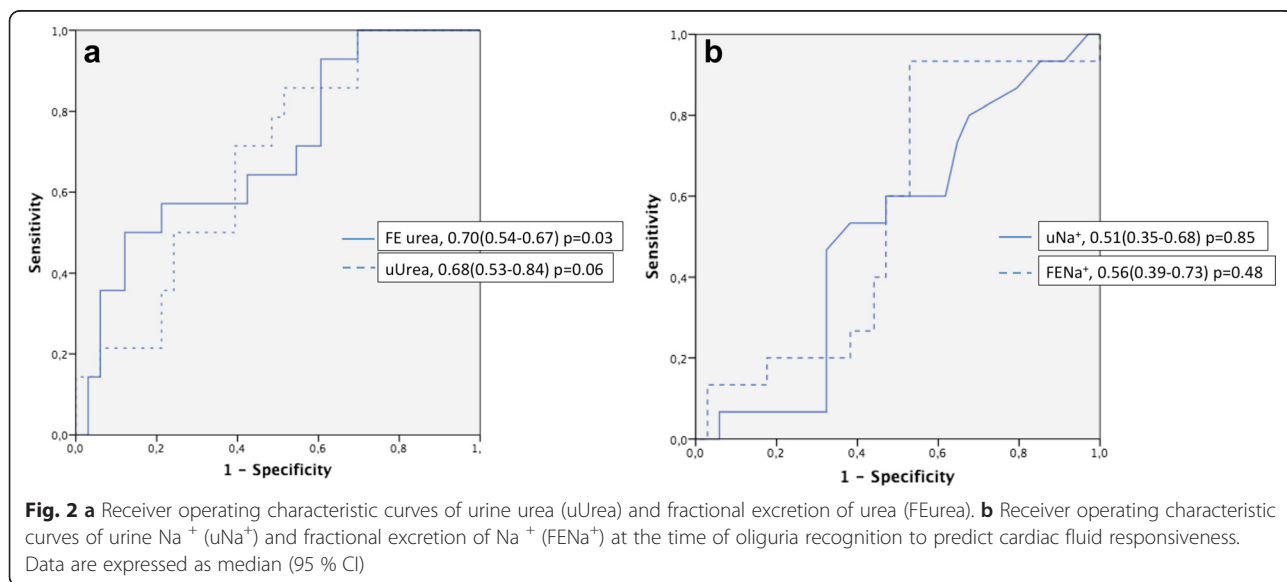 a
1,0
0,8
0,6
0,4
0,2
0,0
Sensitivity
FE urea, 0.70(0.54-0.67) p=0.03
uUrea, 0.68(0.53-0.84) p=0.06
0,0 0,2 0,4 0,6 0,8 1,
1 – Specificity
b
1,0
0,8
0,6
0,4
0,2
0,0
Sensitivity
uNa⁺, 0.51(0.35-0.68) p=0.85
FENa⁺, 0.56(0.39-0.73) p=0.48
0,0 0,2 0,4 0,6 0,8 1,0
1 – Specificity
Fig. 2 a Receiver operating characteristic curves of urine urea (uUrea) and fractional excretion of urea (FEurea). b Receiver operating characteristic
curves of urine Na ⁺ (uNa⁺) and fractional excretion of Na ⁺ (FENa⁺) at the time of oliguria recognition to predict cardiac fluid responsiveness.
Data are expressed as median (95 % CI)